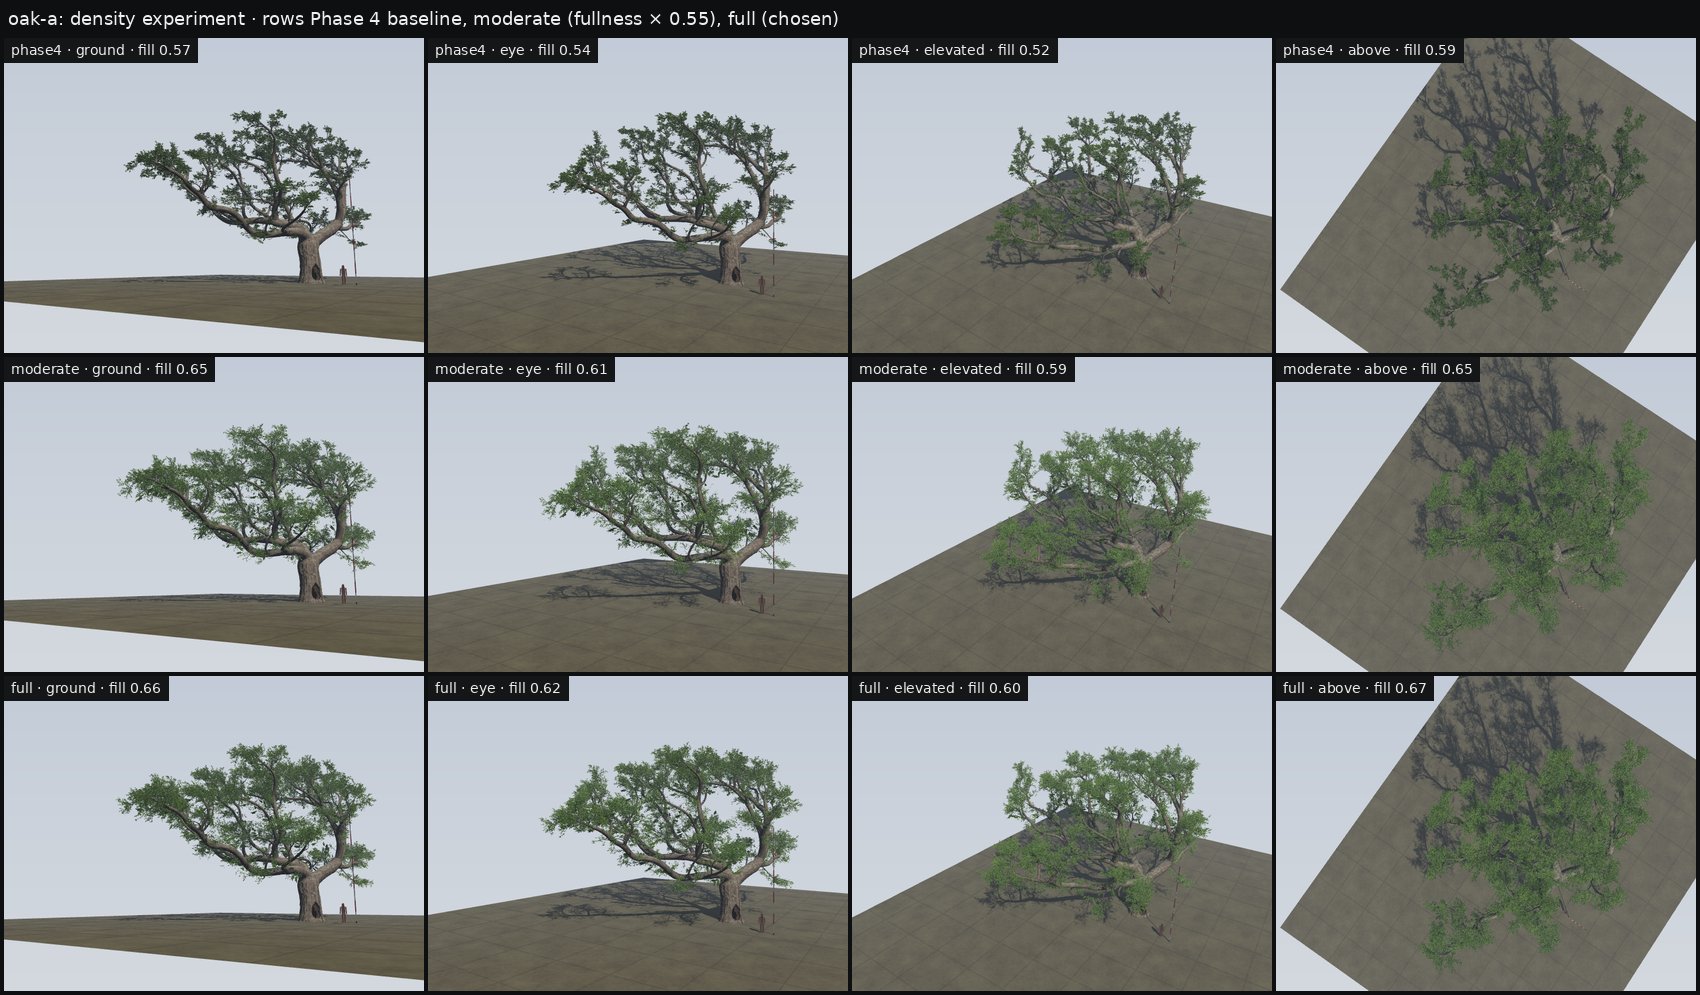 oak-a: density experiment · rows Phase 4 baseline, moderate (fullness × 0.55), full (chosen)
phase4 · ground · fill 0.57
phase4 · eye · fill 0.54
phase4 · elevated · fill 0.52
phase4 · above · fill 0.59
moderate · ground · fill 0.65
moderate · eye · fill 0.61
moderate · elevated · fill 0.59
moderate · above · fill 0.65
full · ground · fill 0.66
full · eye · fill 0.62
full · elevated · fill 0.60
full · above · fill 0.67